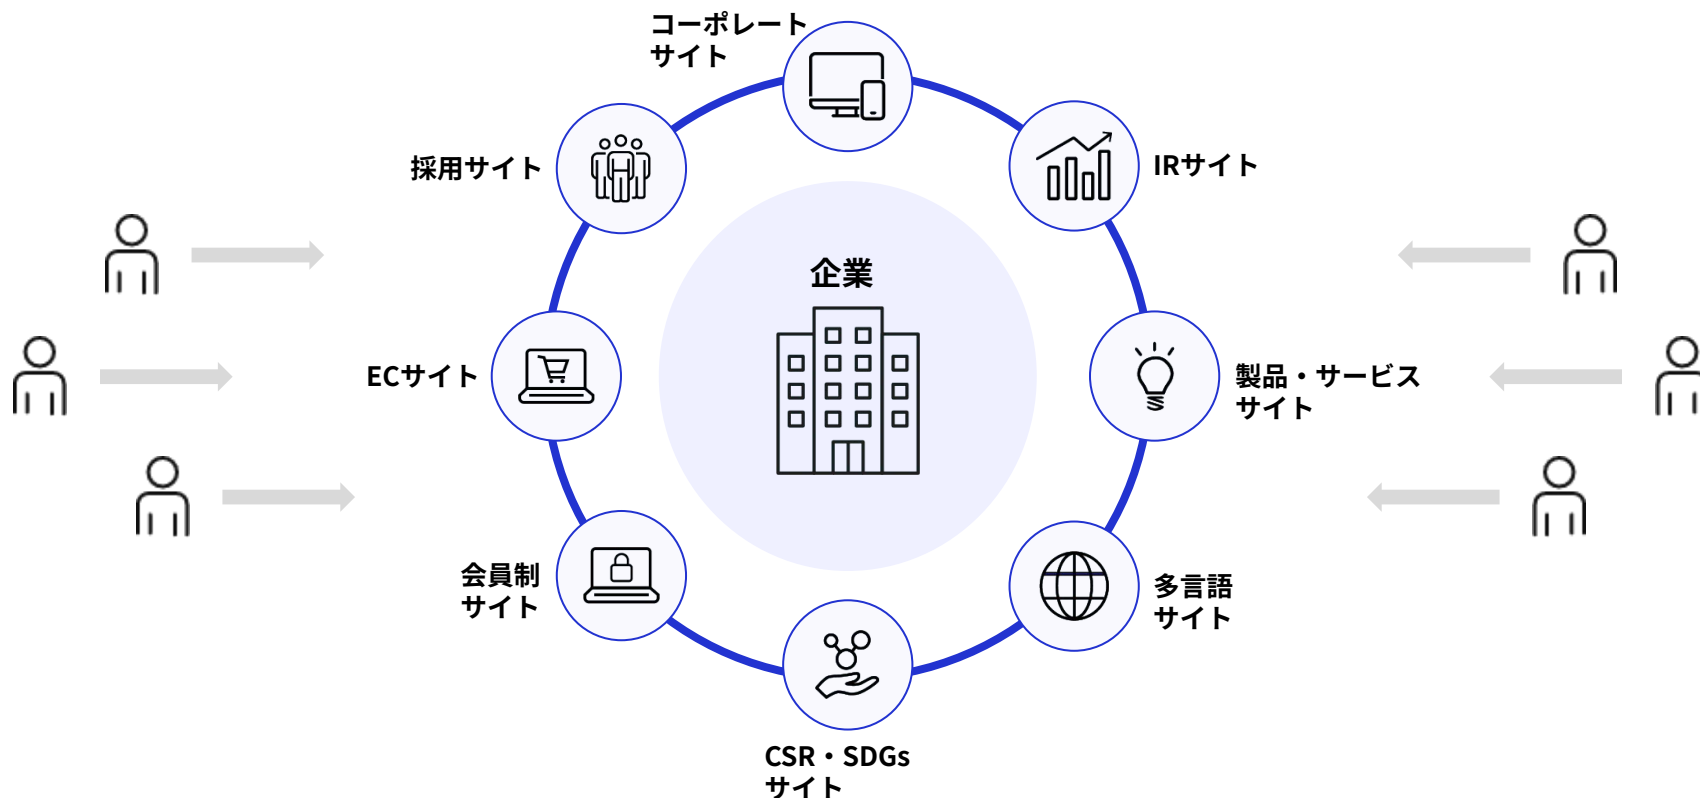 コーポレート
サイト
採用サイト
IRサイト
企業
ECサイト
製品・サービス
サイト
会員制
サイト
多言語
サイト
CSR・SDGs
サイト